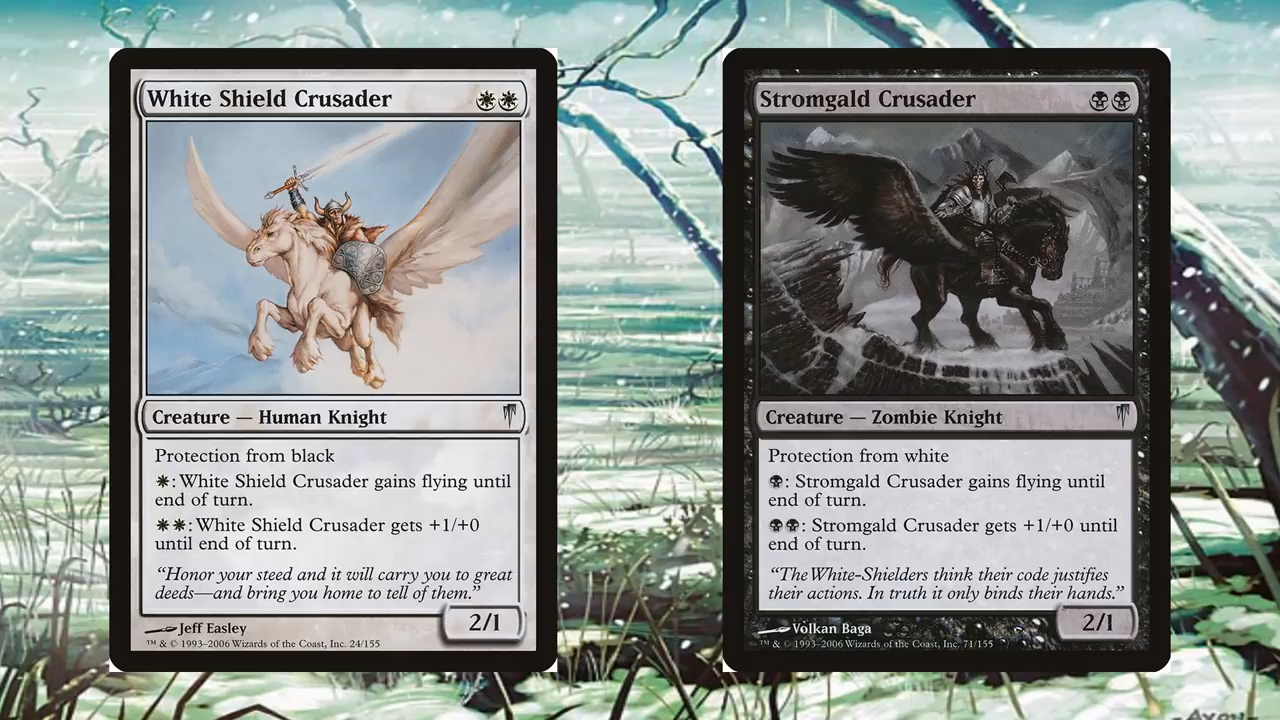 White Shield Crusader
Creature — Human Knight
Protection from black
: White Shield Crusader gains flying until
end of turn.
: White Shield Crusader gets +1/+0
until end of turn.
“Honor your steed and it will carry you to great
deeds—and bring you home to tell of them.”
2/1
Jeff Easley
™ & © 1993–2006 Wizards of the Coast, Inc. 24/155
Stromgald Crusader
Creature — Zombie Knight
Protection from white
: Stromgald Crusader gains flying until
end of turn.
: Stromgald Crusader gets +1/+0 until
end of turn.
“The White-Shielders think their code justifies
their actions. In truth it only binds their hands.”
2/1
Volkan Baga
™ & © 1993–2006 Wizards of the Coast, Inc. 71/155